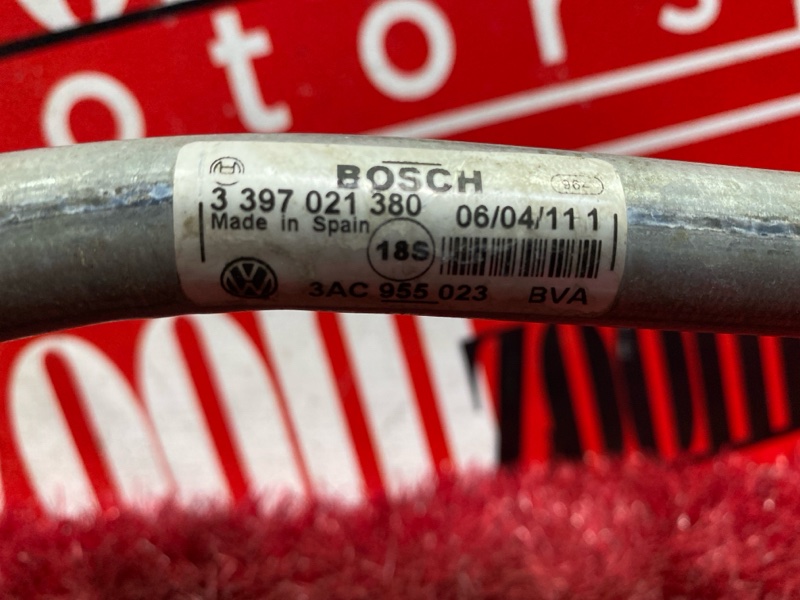 otors
BOSCH
3 397 021 380
06/04/11 1
Made in Spain
18S
3AC 955 023
BVA